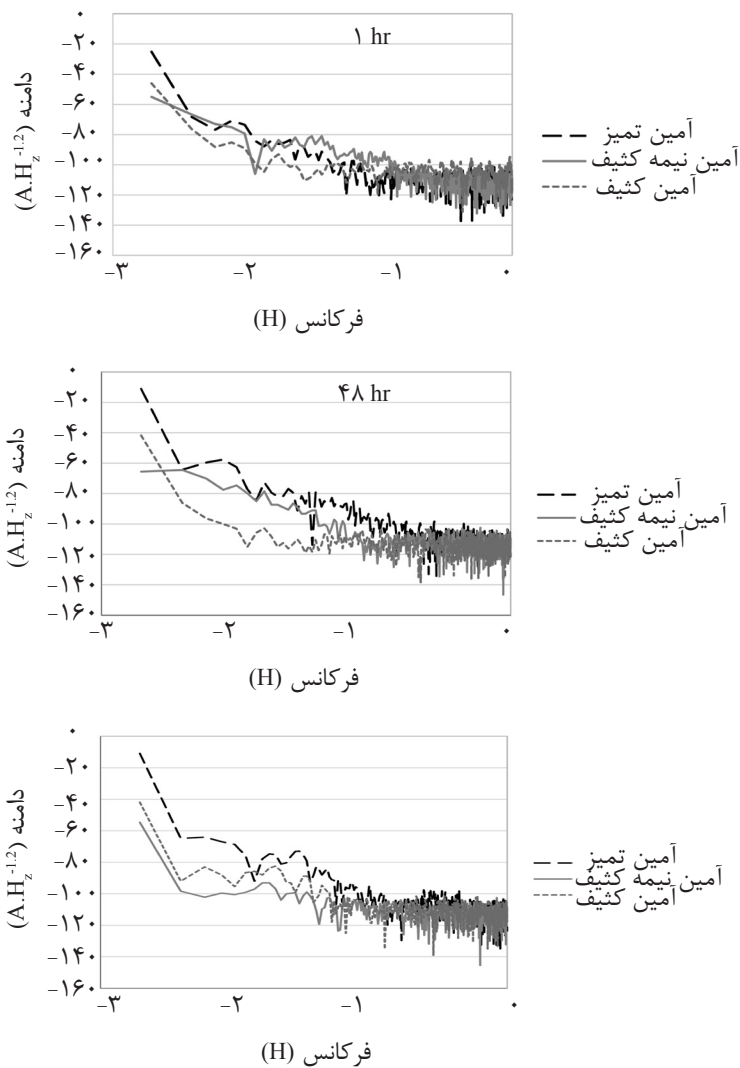 ۱ hr
۰
−۲۰
−۴۰
−۶۰
−۸۰
−۱۰۰
−۱۲۰
−۱۴۰
−۱۶۰
دامنه (A.H_z^-1.2)
−۳ −۲ −۱ ۰
فرکانس (H)
آمین تمیز
آمین نیمه کثیف
آمین کثیف
۴۸ hr
۰
−۲۰
−۴۰
−۶۰
−۸۰
−۱۰۰
−۱۲۰
−۱۴۰
−۱۶۰
دامنه (A.H_z^-1.2)
−۳ −۲ −۱ ۰
فرکانس (H)
آمین تمیز
آمین نیمه کثیف
آمین کثیف
۰
−۲۰
−۴۰
−۶۰
−۸۰
−۱۰۰
−۱۲۰
−۱۴۰
−۱۶۰
دامنه (A.H_z^-1.2)
−۳ −۲ −۱ ۰
فرکانس (H)
آمین تمیز
آمین نیمه کثیف
آمین کثیف